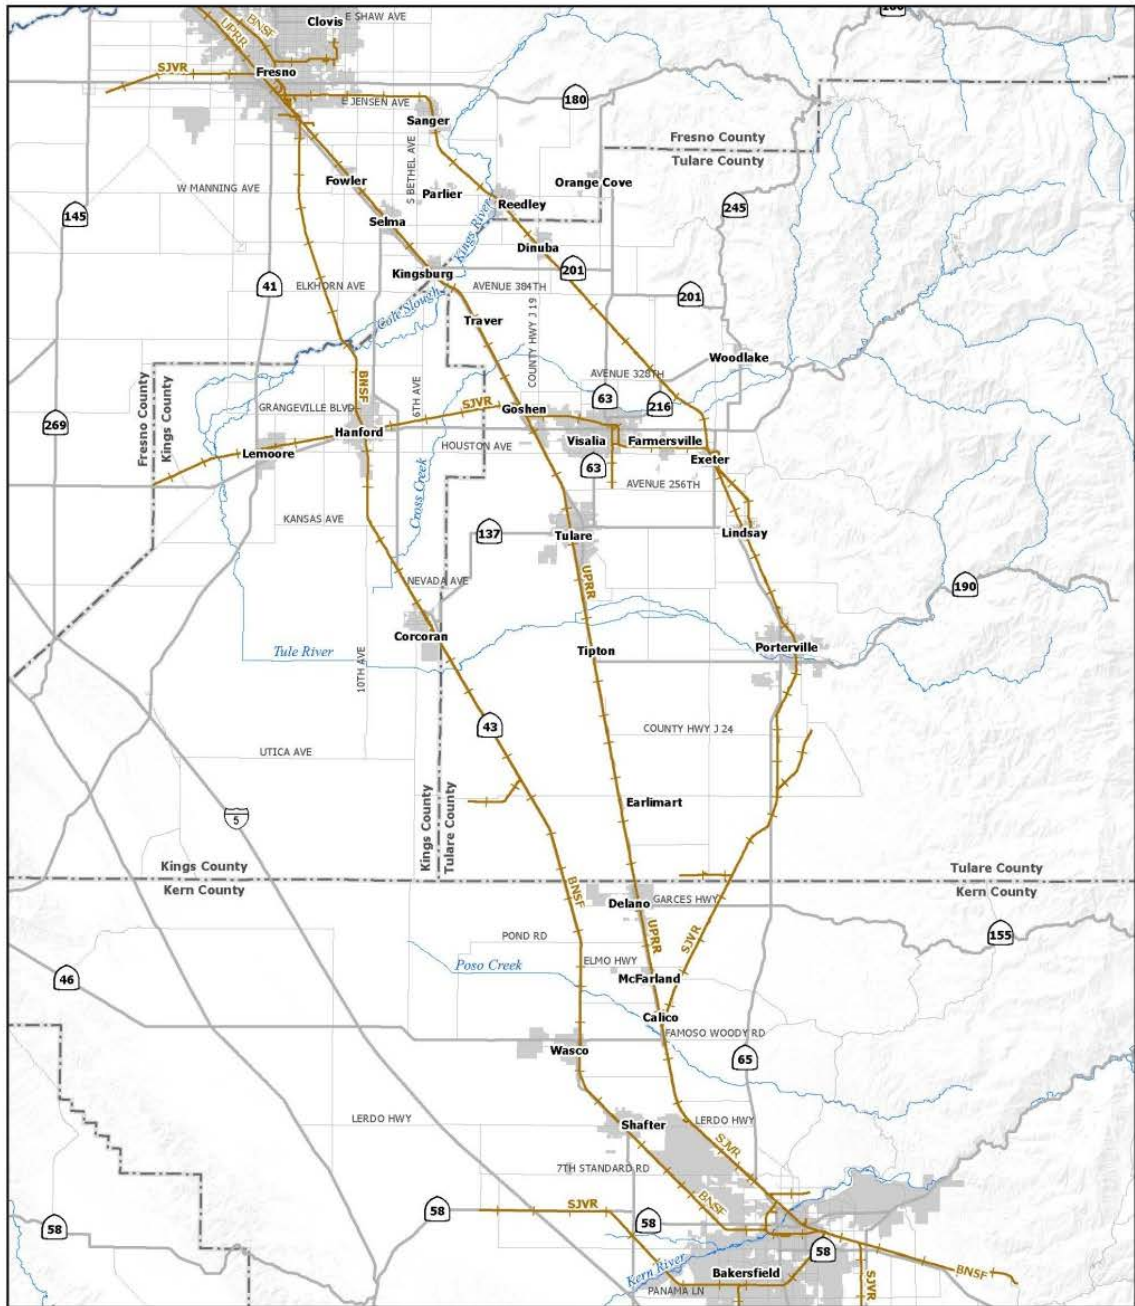 Clovis
E SHAW AVE
BNSF
UPRR
180
SJVR
Fresno
E JENSEN AVE
180
Sanger
Fresno County
Tulare County
S BETHEL AVE
W MANNING AVE
Fowler
Parlier
Orange Cove
Reedley
145
245
Selma
Kings River
Dinuba
Kingsburg
201
41
ELKHORN AVE
AVENUE 384TH
201
Cole Slough
Traver
COUNTY HWY J 19
Woodlake
AVENUE 328TH
BNSF
6TH AVE
SJVR
63
216
GRANGEVILLE BLVD
Goshen
269
Fresno County
Kings County
Hanford
Visalia
Farmersville
HOUSTON AVE
Lemoore
Exeter
63
Cross Creek
AVENUE 256TH
KANSAS AVE
137
Tulare
Lindsay
UPRR
NEVADA AVE
190
Corcoran
Tule River
Tipton
Porterville
10TH AVE
43
COUNTY HWY J 24
UTICA AVE
Earlimart
5
Kings County
Tulare County
Kings County
Kern County
Tulare County
Kern County
BNSF
Delano
GARCES HWY
UPRR
SJVR
155
POND RD
ELMO HWY
Poso Creek
McFarland
46
Calico
FAMOSO WOODY RD
Wasco
65
LERDO HWY
Shafter
LERDO HWY
SJVR
7TH STANDARD RD
BNSF
SJVR
58
58
58
58
Kern River
Bakersfield
BNSF
SJVR
PANAMA LN